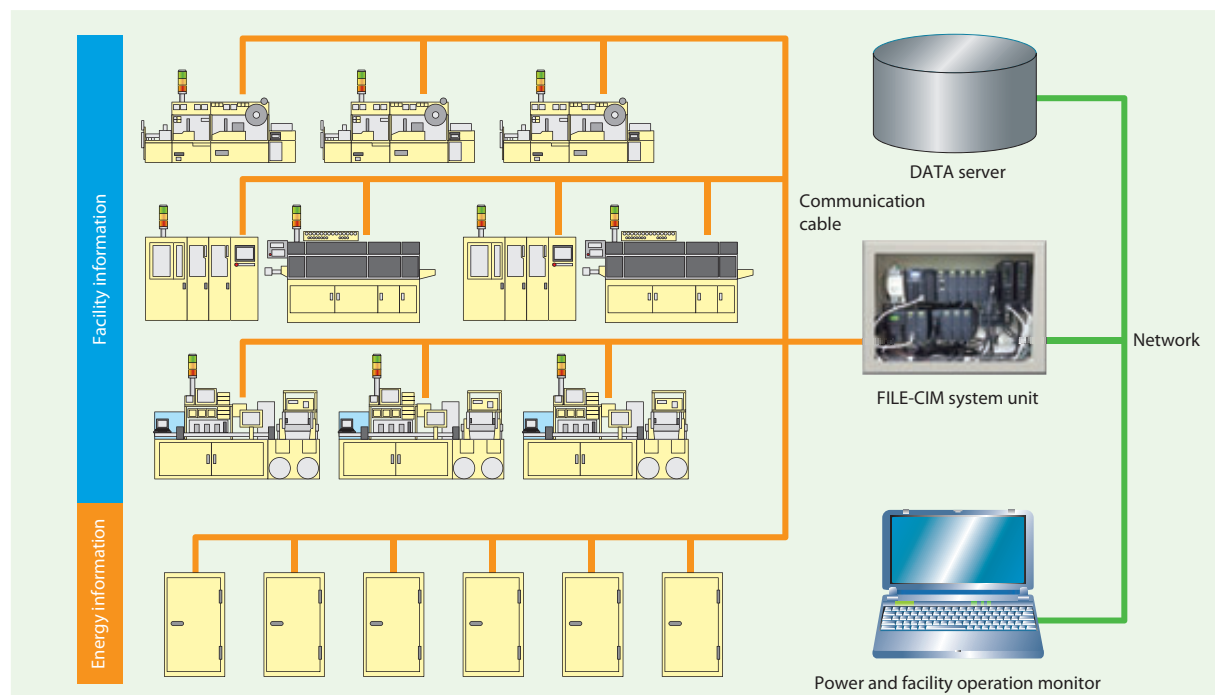 Facility information
Energy information
DATA server
Communication
cable
FILE-CIM system unit
Network
Power and facility operation monitor